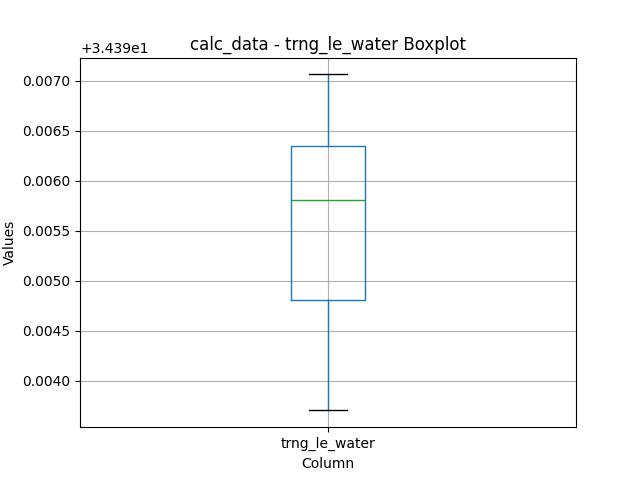 calc_data - trng_le_water Boxplot
+3.439e1
0.0070
0.0065
0.0060
0.0055
0.0050
0.0045
0.0040
Values
trng_le_water
Column